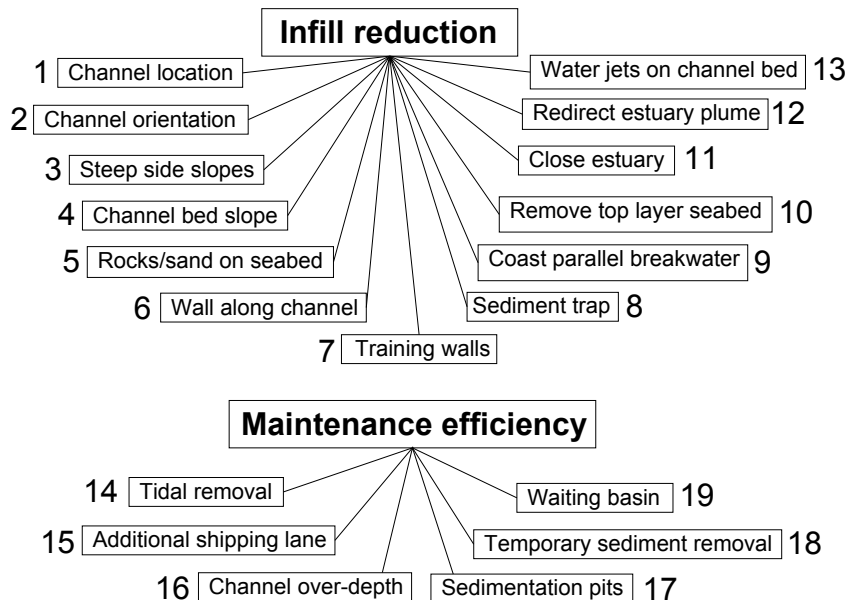 Infill reduction
1 Channel location
2 Channel orientation
3 Steep side slopes
4 Channel bed slope
5 Rocks/sand on seabed
6 Wall along channel
7 Training walls
Sediment trap 8
Coast parallel breakwater 9
Remove top layer seabed 10
Close estuary 11
Redirect estuary plume 12
Water jets on channel bed 13
Maintenance efficiency
14 Tidal removal
15 Additional shipping lane
16 Channel over-depth
Sedimentation pits 17
Temporary sediment removal 18
Waiting basin 19